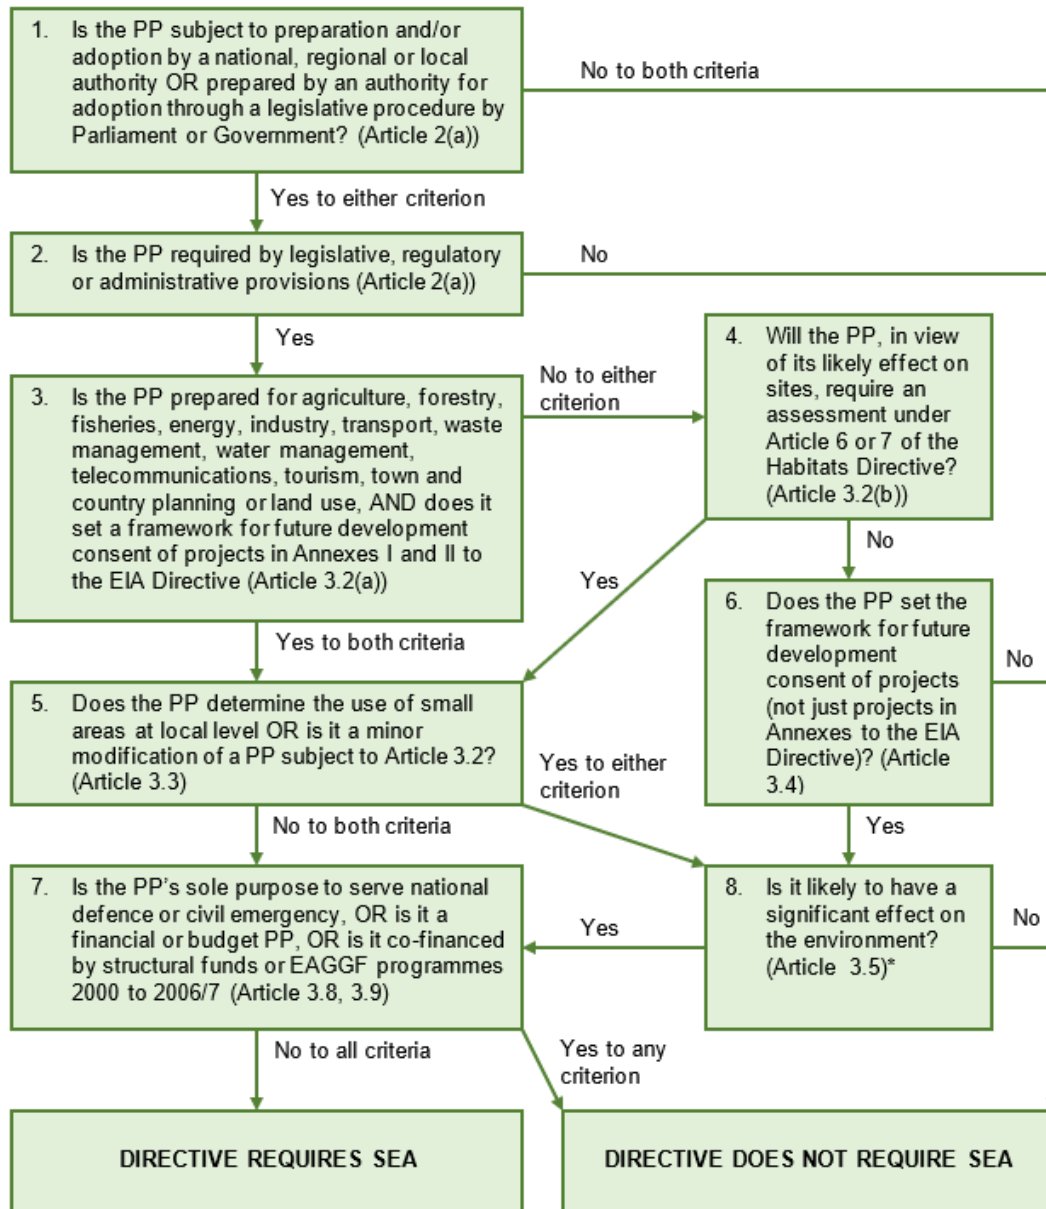 1. Is the PP subject to preparation and/or
adoption by a national, regional or local
authority OR prepared by an authority for
adoption through a legislative procedure by
Parliament or Government? (Article 2(a))
No to both criteria
Yes to either criterion
2. Is the PP required by legislative, regulatory
or administrative provisions (Article 2(a))
No
Yes
3. Is the PP prepared for agriculture, forestry,
fisheries, energy, industry, transport, waste
management, water management,
telecommunications, tourism, town and
country planning or land use, AND does it
set a framework for future development
consent of projects in Annexes I and II to
the EIA Directive (Article 3.2(a))
No to either
criterion
4. Will the PP, in view
of its likely effect on
sites, require an
assessment under
Article 6 or 7 of the
Habitats Directive?
(Article 3.2(b))
Yes
No
Yes to both criteria
5. Does the PP determine the use of small
areas at local level OR is it a minor
modification of a PP subject to Article 3.2?
(Article 3.3)
6. Does the PP set the
framework for future
development
consent of projects
(not just projects in
Annexes to the EIA
Directive)? (Article
3.4)
No
Yes to either
criterion
No to both criteria
Yes
7. Is the PP's sole purpose to serve national
defence or civil emergency, OR is it a
financial or budget PP, OR is it co-financed
by structural funds or EAGGF programmes
2000 to 2006/7 (Article 3.8, 3.9)
Yes
8. Is it likely to have a
significant effect on
the environment?
(Article 3.5)*
No
No to all criteria
Yes to any
criterion
DIRECTIVE REQUIRES SEA
DIRECTIVE DOES NOT REQUIRE SEA